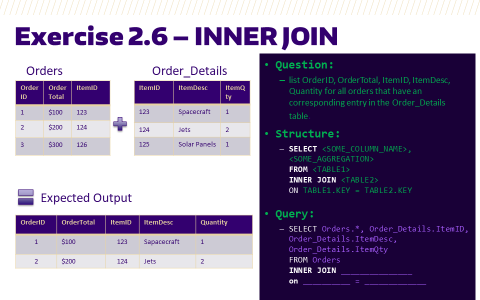 Exercise 2.6 – INNER JOIN
Orders
Order ID Order Total ItemID
1 $100 123
2 $200 124
3 $300 126
Order_Details
ItemID ItemDesc ItemQty
123 Spacecraft 1
124 Jets 2
125 Solar Panels 1
Expected Output
OrderID OrderTotal ItemID ItemDesc Quantity
1 $100 123 Sapacecraft 1
2 $200 124 Jets 2
• Question:
– list OrderID, OrderTotal, ItemID, ItemDesc,
Quantity for all orders that have an
corresponding entry in the Order_Details
table
• Structure:
– SELECT <SOME_COLUMN_NAME>,
<SOME_AGGREGATION>
FROM <TABLE1>
INNER JOIN <TABLE2>
ON TABLE1.KEY = TABLE2.KEY
• Query:
– SELECT Orders.*, Order_Details.ItemID,
Order_Details.ItemDesc,
Order_Details.ItemQty
FROM Orders
INNER JOIN _______________
on __________ = ____________